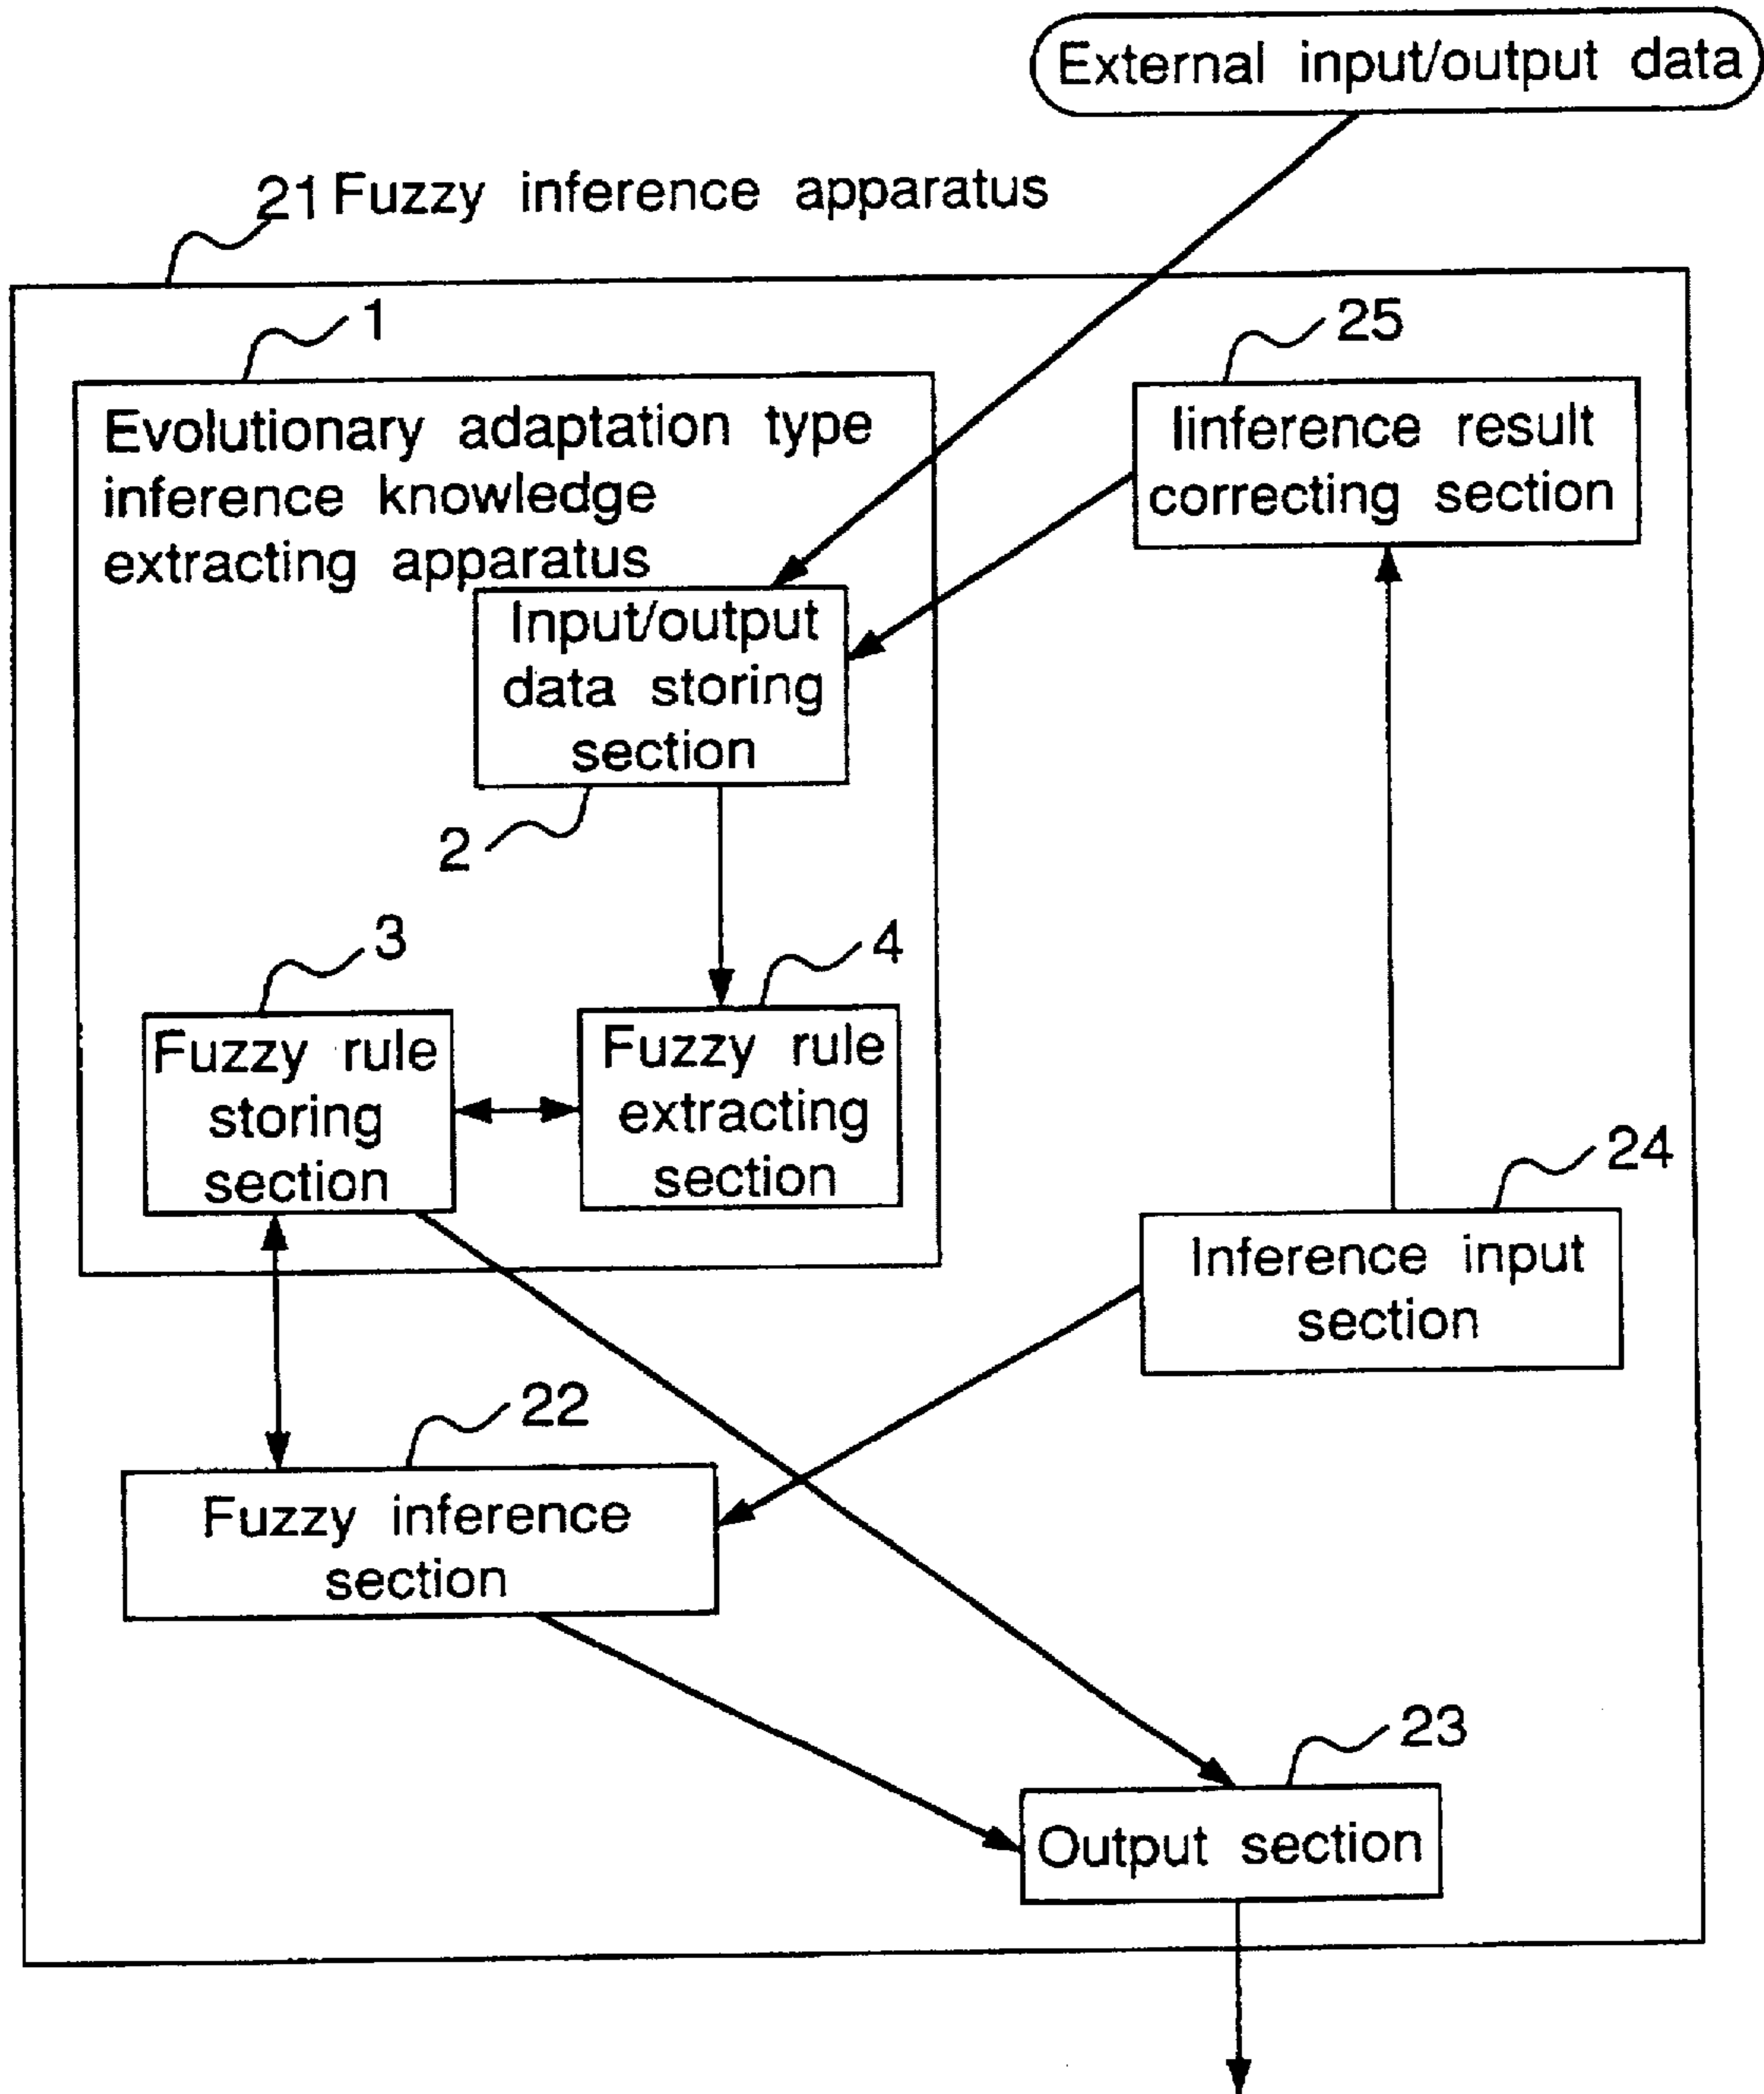 External input/output data
21 Fuzzy inference apparatus
1
25
Evolutionary adaptation type
inference knowledge
extracting apparatus
Iinference result
correcting section
Input/output
data storing
section
2
3
4
Fuzzy rule
storing
section
Fuzzy rule
extracting
section
24
Inference input
section
22
Fuzzy inference
section
23
Output section